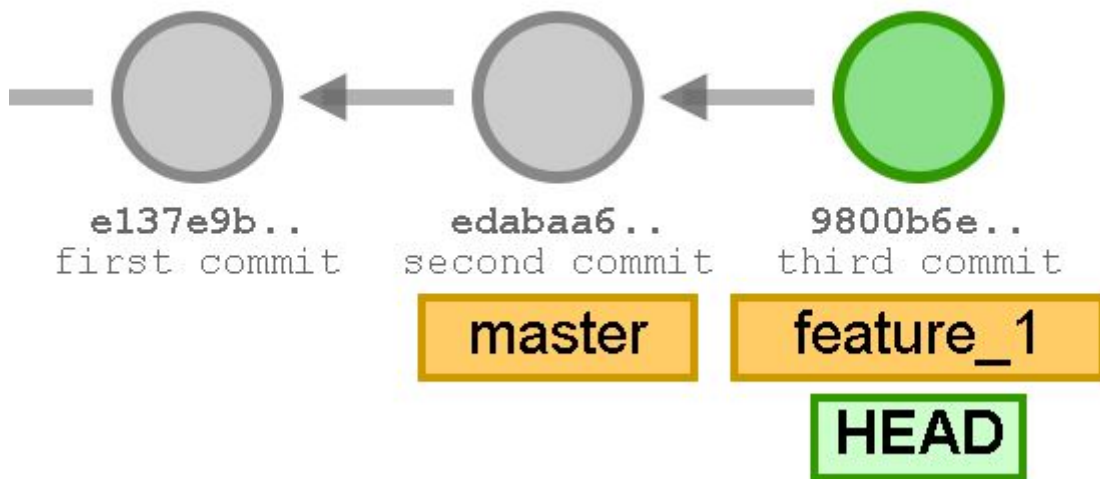 e137e9b..
first commit
edabaa6..
second commit
master
9800b6e..
third commit
feature_1
HEAD